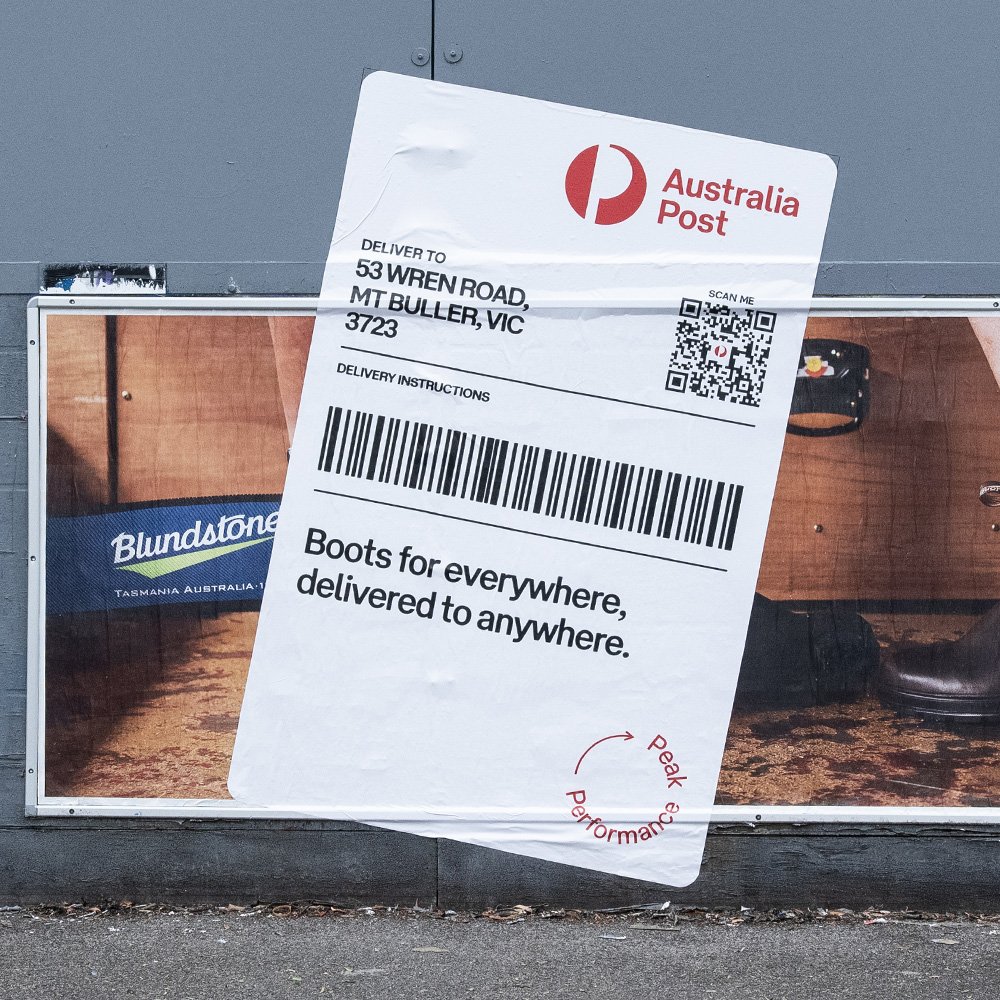 Australia
Post
DELIVER TO
53 WREN ROAD,
MT BULLER, VIC
3723
SCAN ME
DELIVERY INSTRUCTIONS
Blundstone
TASMANIA AUSTRALIA·1
Boots for everywhere,
delivered to anywhere.
Peak
Performance